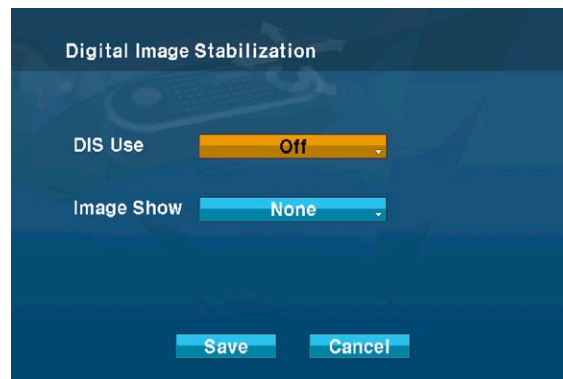 Digital Image Stabilization
DIS Use Off
Image Show None
Save Cancel